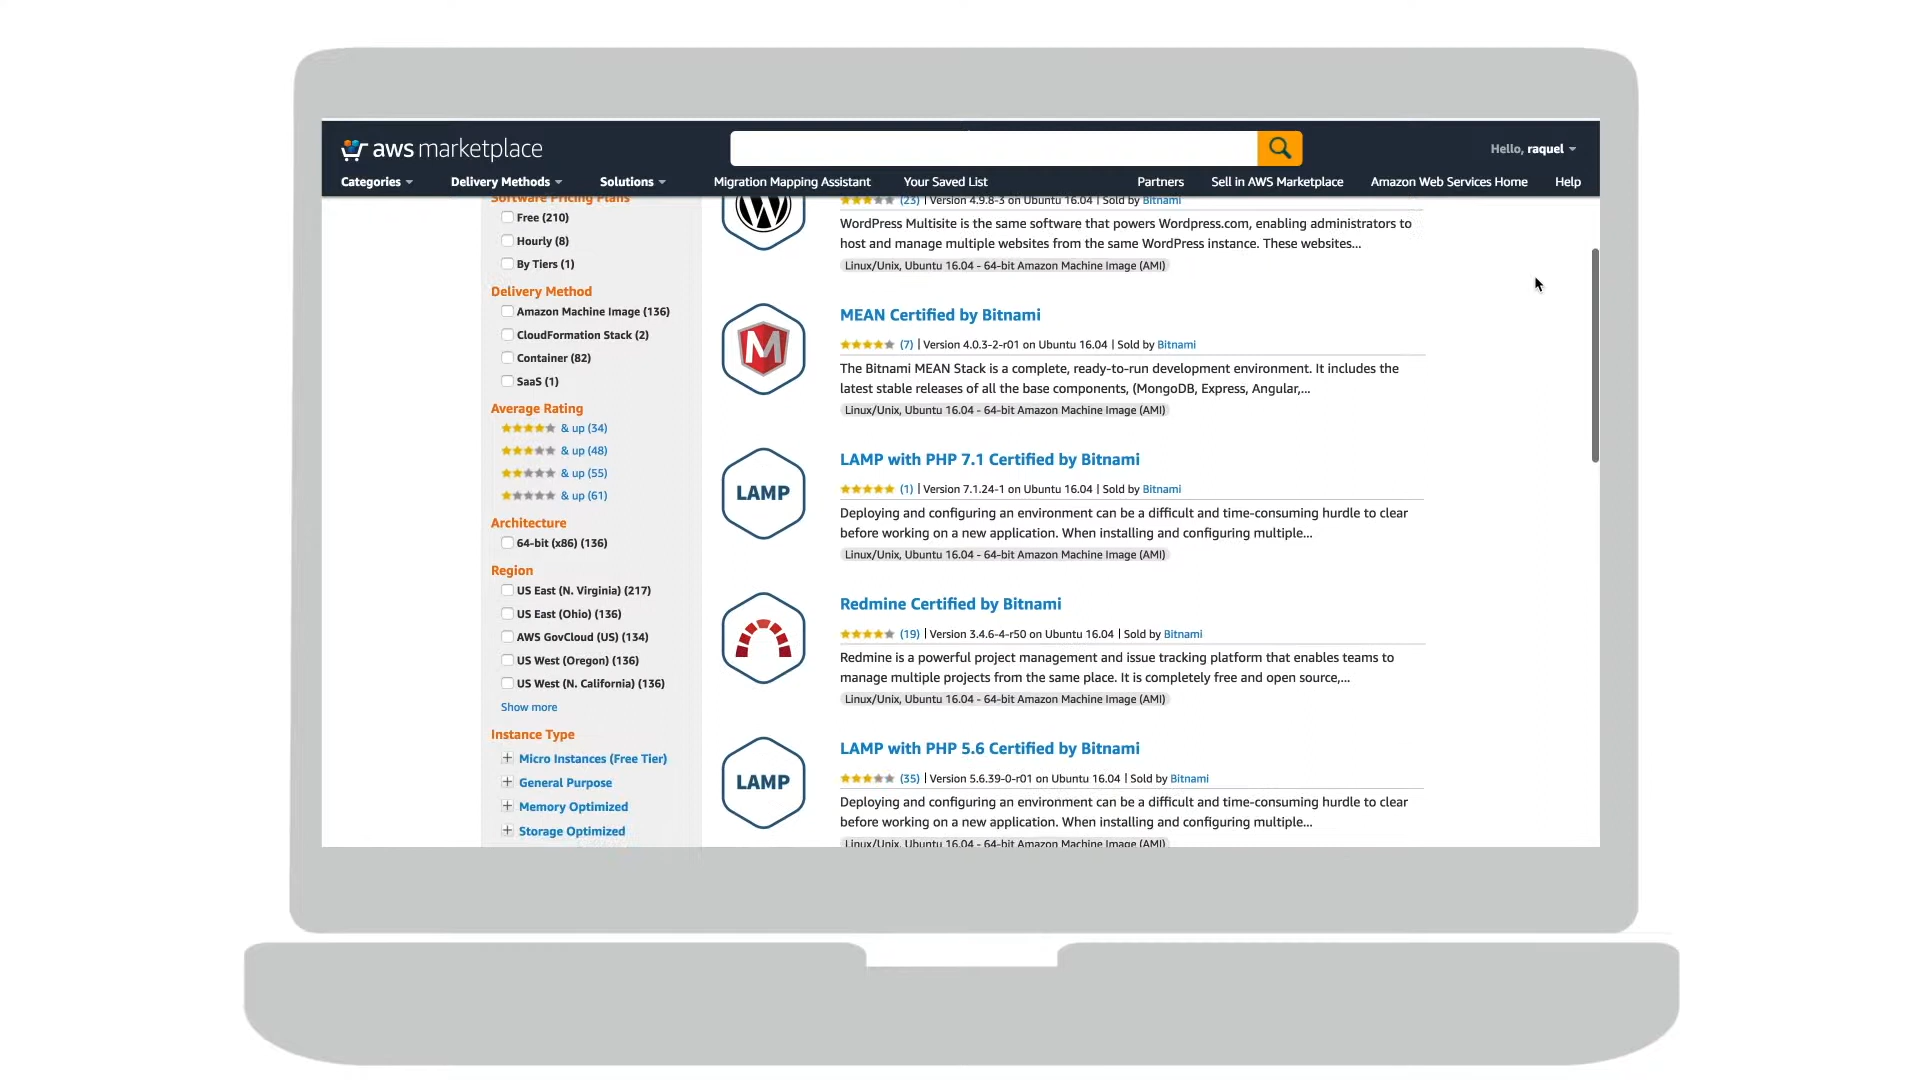 aws marketplace
Hello, raquel
Categories
Delivery Methods
Solutions
Migration Mapping Assistant
Your Saved List
Partners
Sell in AWS Marketplace
Amazon Web Services Home
Help
Software Pricing Plans
Free (210)
Hourly (8)
By Tiers (1)
Delivery Method
Amazon Machine Image (136)
CloudFormation Stack (2)
Container (82)
SaaS (1)
Average Rating
& up (34)
& up (48)
& up (55)
& up (61)
Architecture
64-bit (x86) (136)
Region
US East (N. Virginia) (217)
US East (Ohio) (136)
AWS GovCloud (US) (134)
US West (Oregon) (136)
US West (N. California) (136)
Show more
Instance Type
Micro Instances (Free Tier)
General Purpose
Memory Optimized
Storage Optimized
(23) | Version 4.9.8-3 on Ubuntu 16.04 | Sold by Bitnami
WordPress Multisite is the same software that powers Wordpress.com, enabling administrators to
host and manage multiple websites from the same WordPress instance. These websites...
Linux/Unix, Ubuntu 16.04 - 64-bit Amazon Machine Image (AMI)
MEAN Certified by Bitnami
(7) | Version 4.0.3-2-r01 on Ubuntu 16.04 | Sold by Bitnami
The Bitnami MEAN Stack is a complete, ready-to-run development environment. It includes the
latest stable releases of all the base components, (MongoDB, Express, Angular,...
Linux/Unix, Ubuntu 16.04 - 64-bit Amazon Machine Image (AMI)
LAMP
LAMP with PHP 7.1 Certified by Bitnami
(1) | Version 7.1.24-1 on Ubuntu 16.04 | Sold by Bitnami
Deploying and configuring an environment can be a difficult and time-consuming hurdle to clear
before working on a new application. When installing and configuring multiple...
Linux/Unix, Ubuntu 16.04 - 64-bit Amazon Machine Image (AMI)
Redmine Certified by Bitnami
(19) | Version 3.4.6-4-r50 on Ubuntu 16.04 | Sold by Bitnami
Redmine is a powerful project management and issue tracking platform that enables teams to
manage multiple projects from the same place. It is completely free and open source,...
Linux/Unix, Ubuntu 16.04 - 64-bit Amazon Machine Image (AMI)
LAMP
LAMP with PHP 5.6 Certified by Bitnami
(35) | Version 5.6.39-0-r01 on Ubuntu 16.04 | Sold by Bitnami
Deploying and configuring an environment can be a difficult and time-consuming hurdle to clear
before working on a new application. When installing and configuring multiple...
Linux/Unix, Ubuntu 16.04 - 64-bit Amazon Machine Image (AMI)